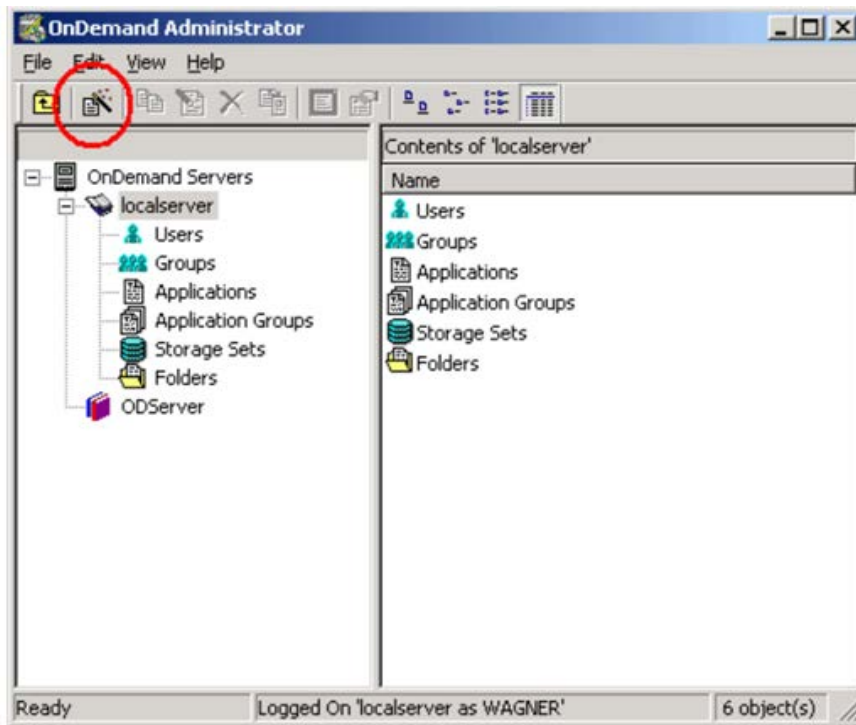 OnDemand Administrator
File Edit View Help
Contents of 'localserver'
Name
OnDemand Servers
localserver
Users
Groups
Applications
Application Groups
Storage Sets
Folders
ODServer
Users
Groups
Applications
Application Groups
Storage Sets
Folders
Ready
Logged On 'localserver as WAGNER'
6 object(s)